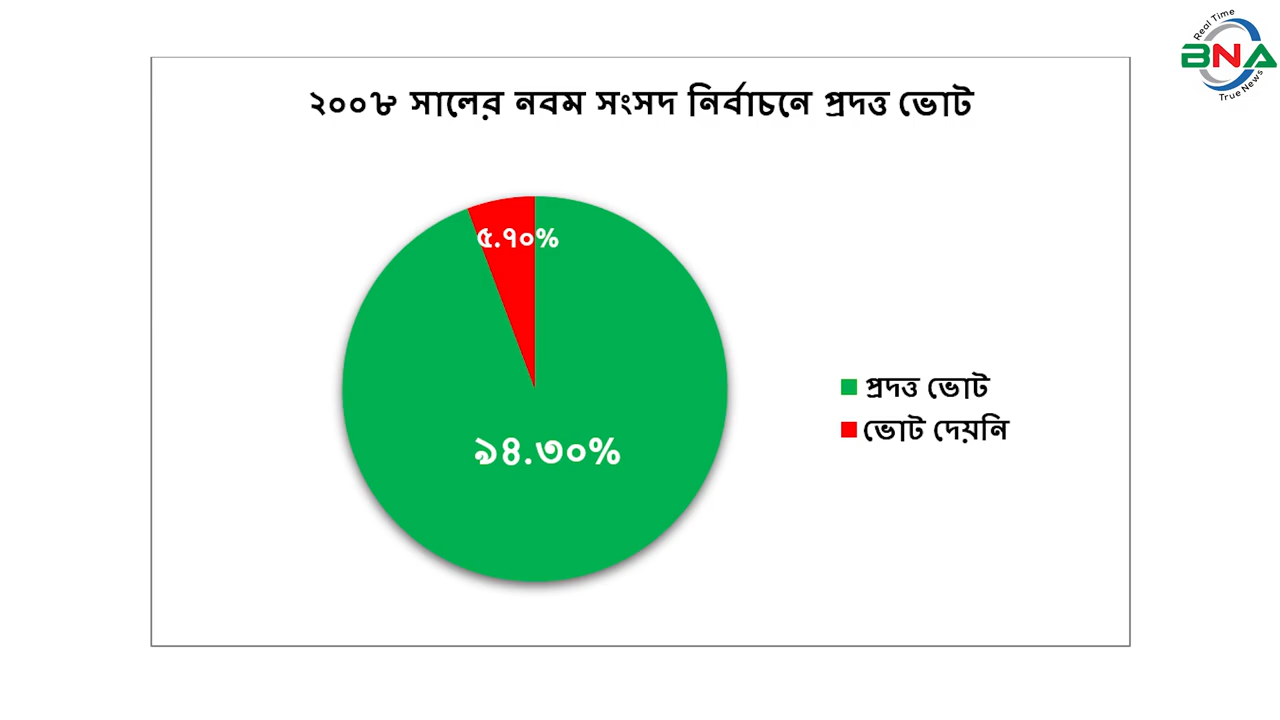 Real Time
BNA
True News
২০০৮ সালের নবম সংসদ নির্বাচনে প্রদত্ত ভোট
৫.৭০%
৯৪.৩০%
প্রদত্ত ভোট
ভোট দেয়নি